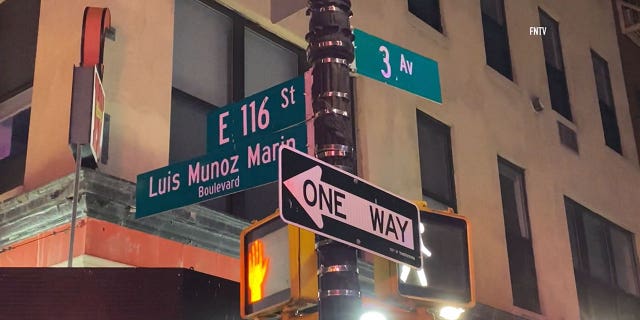 FNTV
3 Av
E 116 St
Luis Munoz Marin
Boulevard
ONE WAY